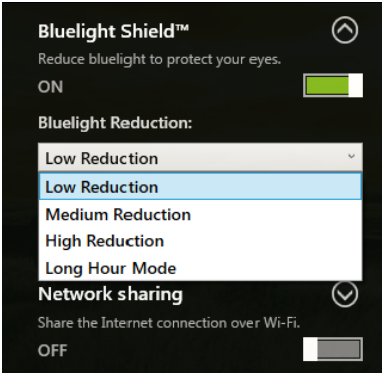 Bluelight Shield™
Reduce bluelight to protect your eyes.
ON
Bluelight Reduction:
Low Reduction
Low Reduction
Medium Reduction
High Reduction
Long Hour Mode
Network sharing
Share the Internet connection over Wi-Fi.
OFF